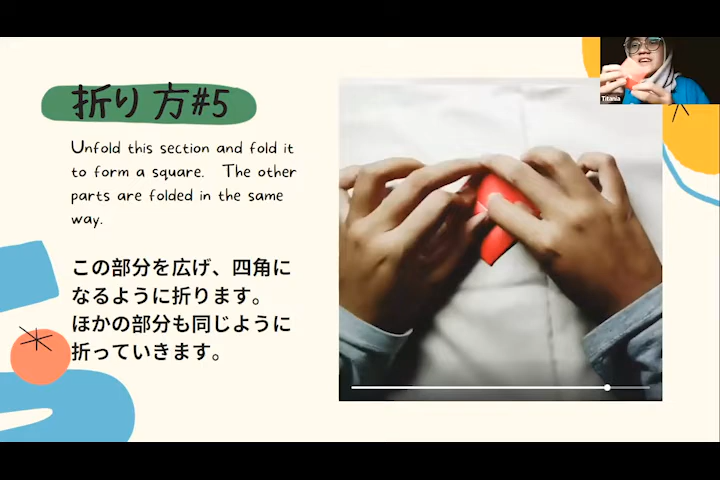 折り方#5
Unfold this section and fold it
to form a square. The other
parts are folded in the same
way.
この部分を広げ、四角に
なるように折ります。
ほかの部分も同じように
折っていきます。
Titania